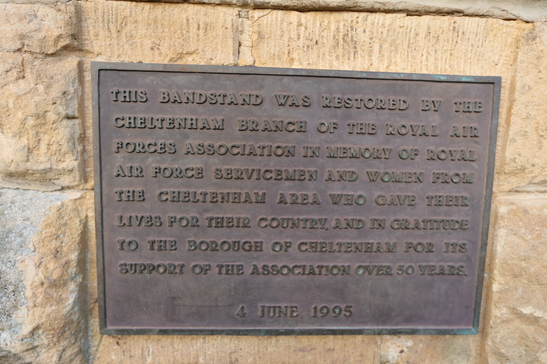 THIS BANDSTAND WAS RESTORED BY THE
CHELTENHAM BRANCH OF THE ROYAL AIR
FORCES ASSOCIATION IN MEMORY OF ROYAL
AIR FORCE SERVICEMEN AND WOMEN FROM
THE CHELTENHAM AREA WHO GAVE THEIR
LIVES FOR THEIR COUNTRY, AND IN GRATITUDE
TO THE BOROUGH OF CHELTENHAM FOR ITS
SUPPORT OF THE ASSOCIATION OVER 50 YEARS.
4 JUNE 1995